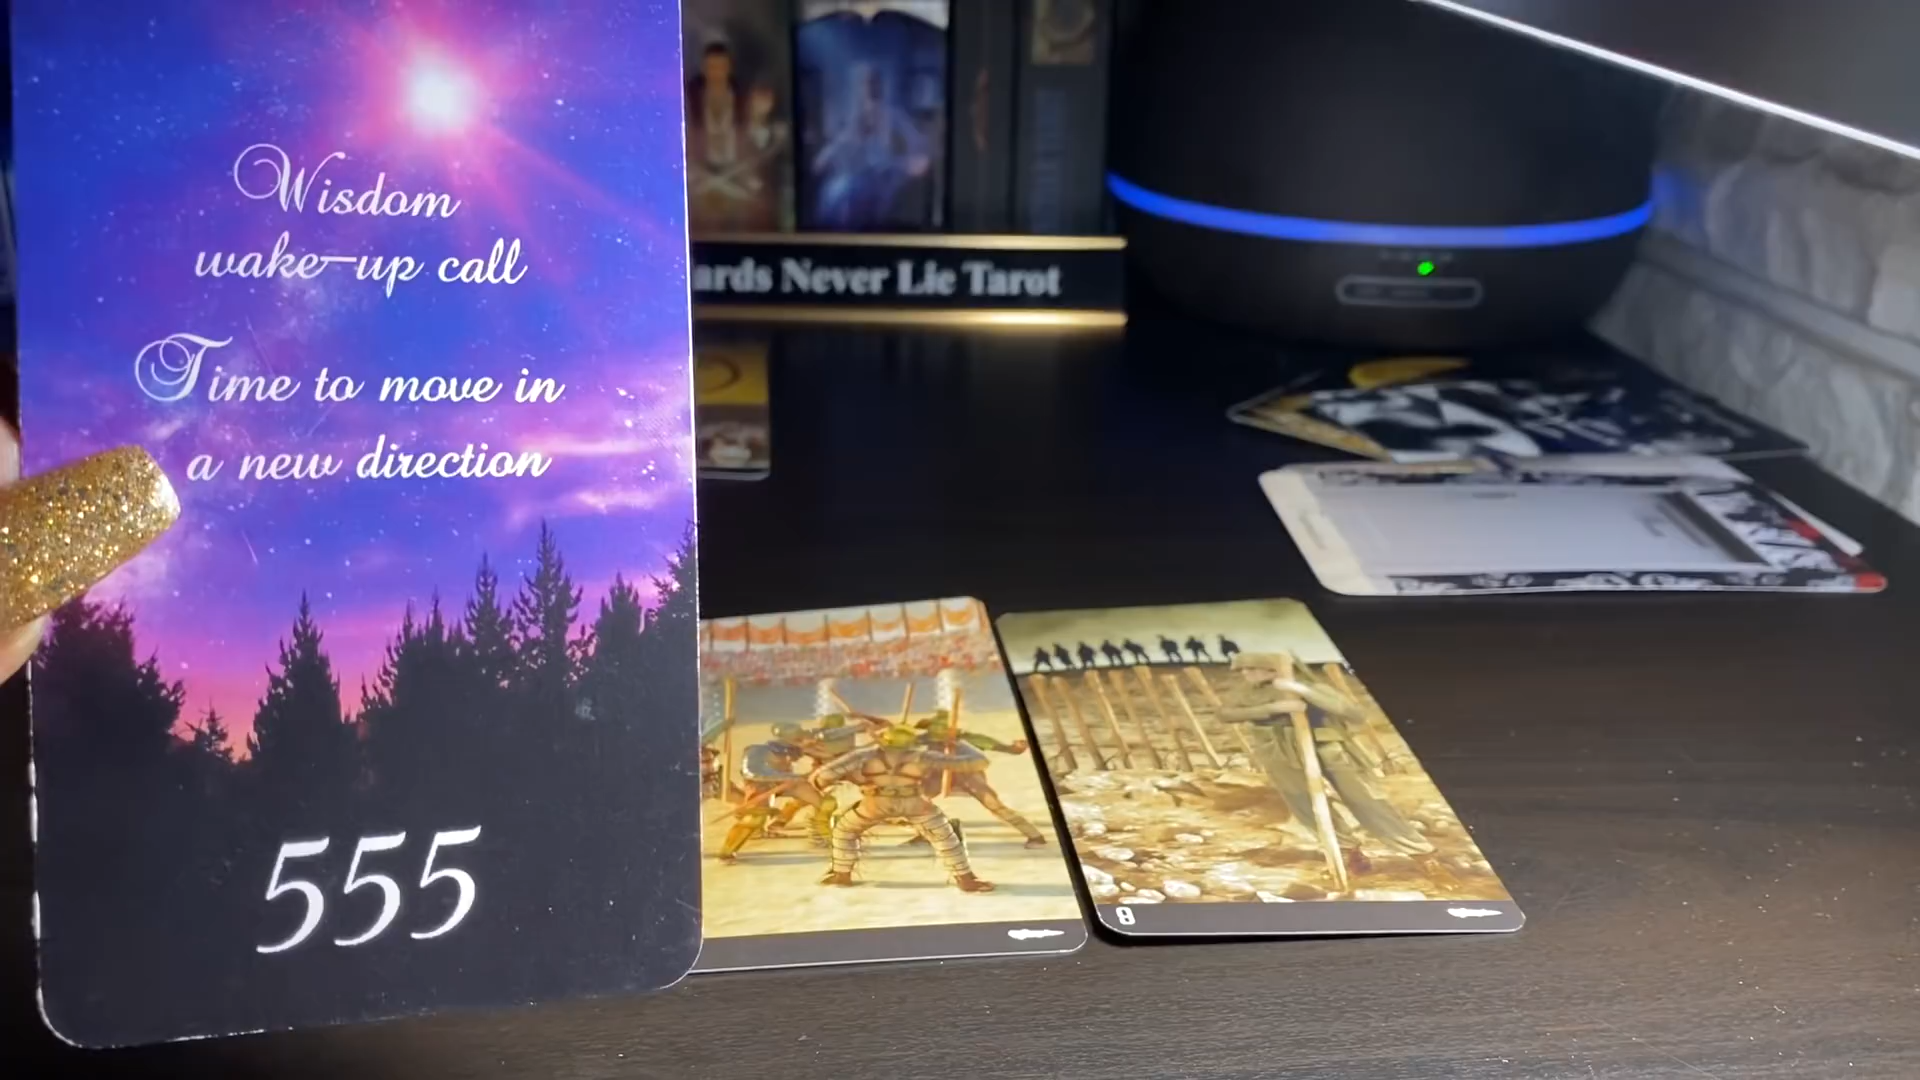 Wisdom
wake-up call
Time to move in
a new direction
555
ards Never Lie Tarot